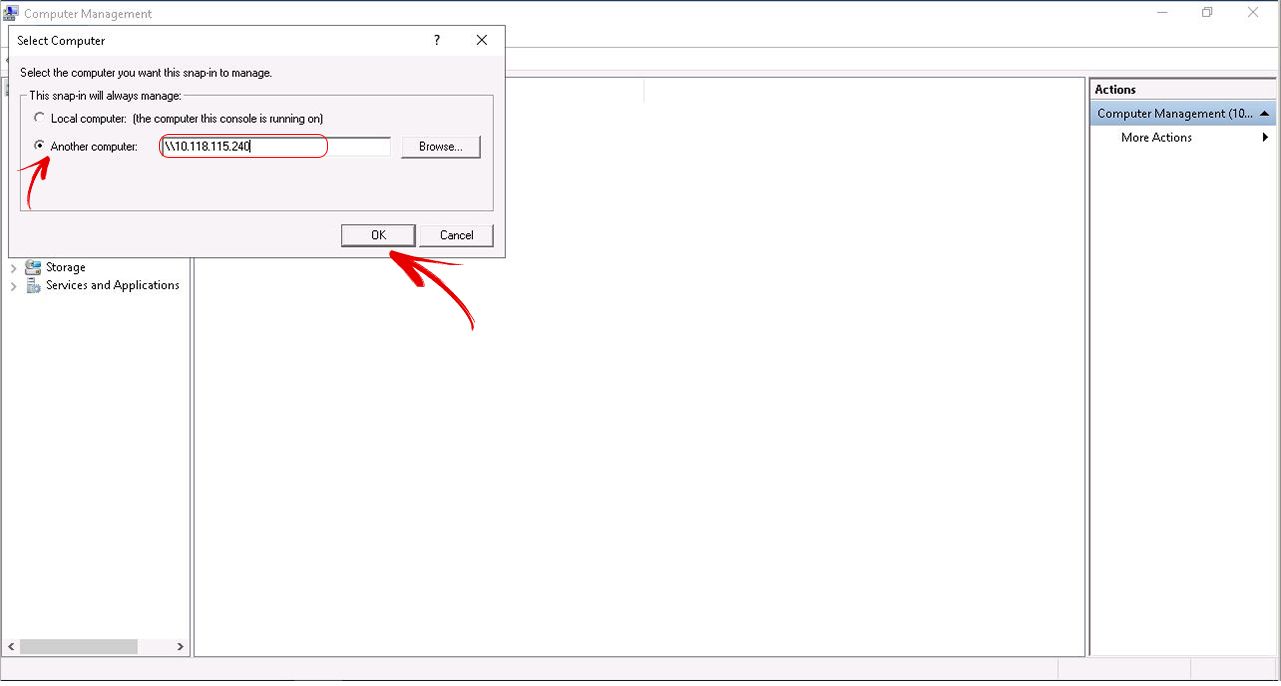 Computer Management
Select Computer
?
Select the computer you want this snap-in to manage.
This snap-in will always manage:
Local computer: (the computer this console is running on)
Another computer:
\\10.118.115.240
Browse...
OK
Cancel
Storage
Services and Applications
Actions
Computer Management (10...
More Actions